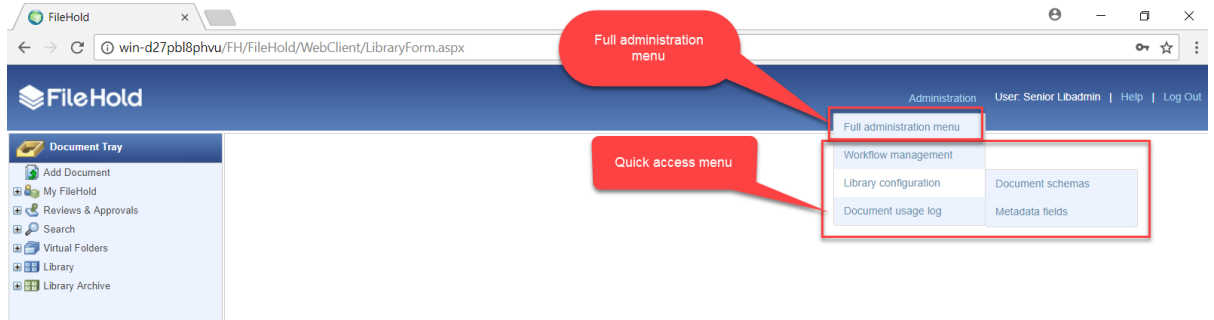 FileHold
win-d27pbl8phvu/FH/FileHold/WebClient/LibraryForm.aspx
Full administration
menu
FileHold
Administration User: Senior Libadmin | Help | Log Out
Full administration menu
Document Tray
Quick access menu
Workflow management
Add Document
My FileHold
Library configuration
Document schemas
Reviews & Approvals
Document usage log
Metadata fields
Search
Virtual Folders
Library
Library Archive